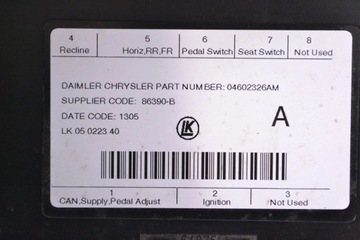 4 5 6 7 8
Recline Horiz,RR,FR Pedal Switch Seat Switch Not Used
DAIMLER CHRYSLER PART NUMBER: 04602326AM
SUPPLIER CODE: 86390-B
DATE CODE: 1305
LK 05 0223 40
LK
A
1 2 3
CAN,Supply,Pedal Adjust Ignition Not Used